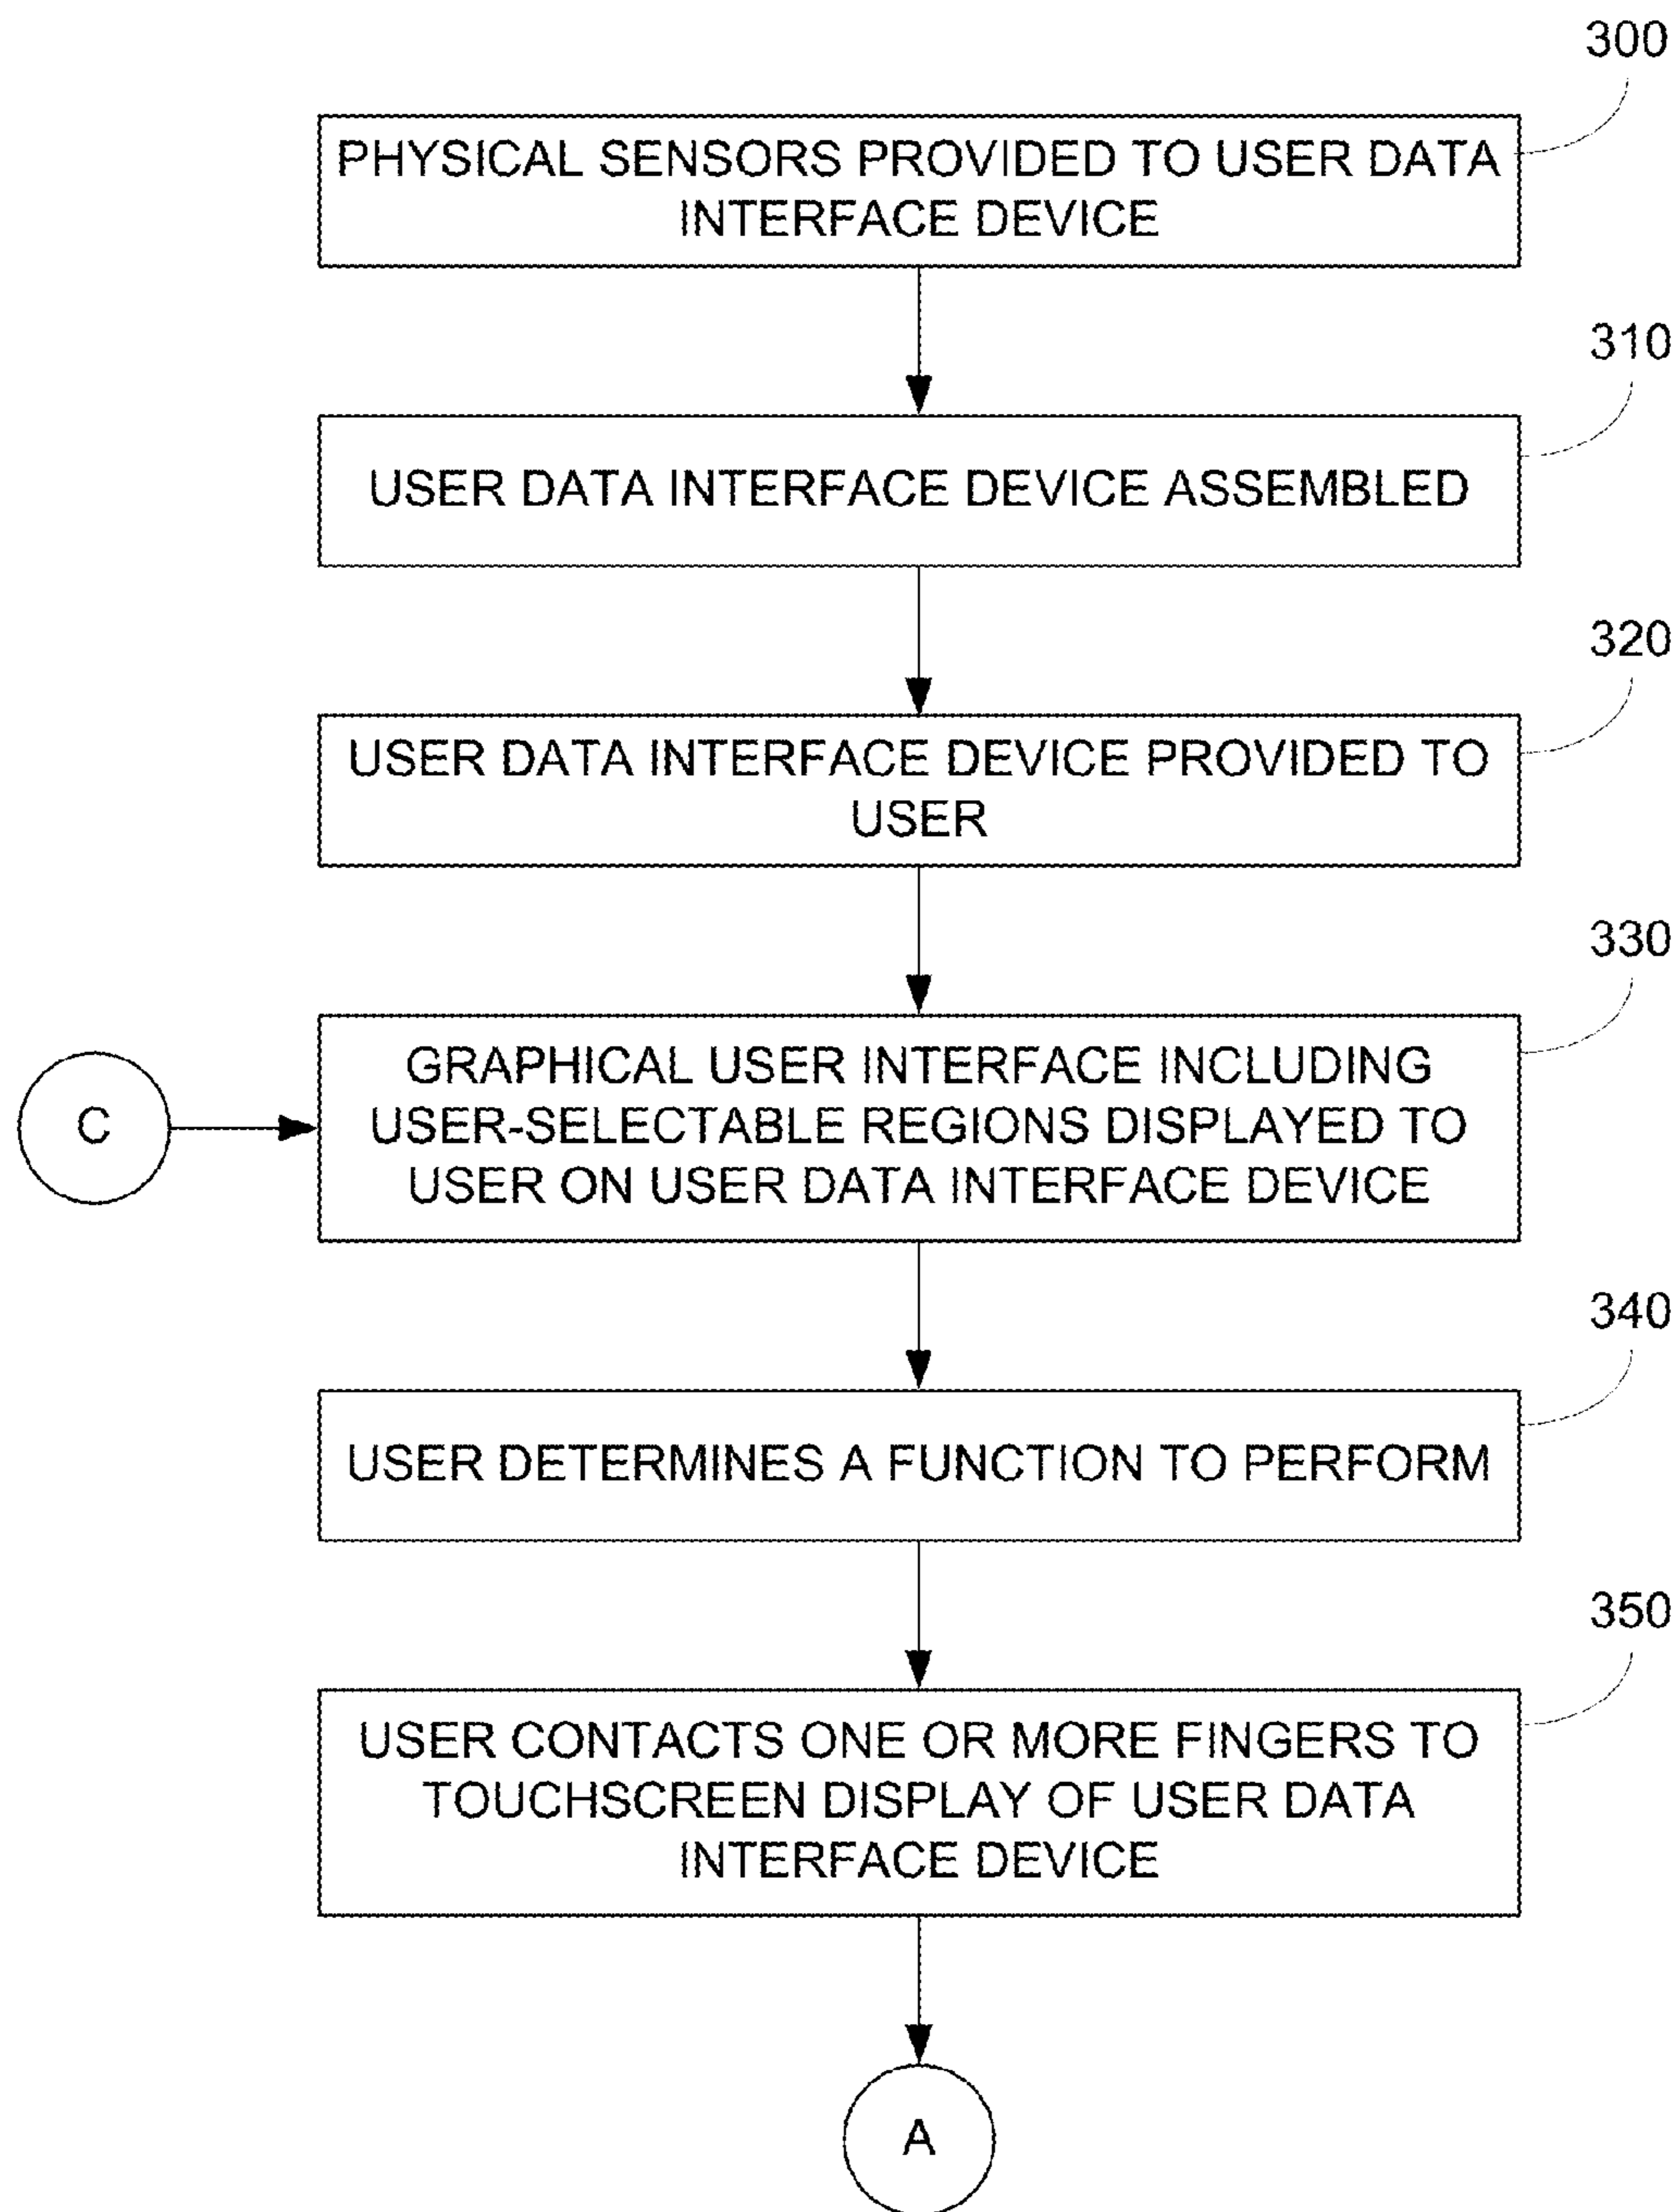 300
PHYSICAL SENSORS PROVIDED TO USER DATA
INTERFACE DEVICE
310
USER DATA INTERFACE DEVICE ASSEMBLED
320
USER DATA INTERFACE DEVICE PROVIDED TO
USER
330
GRAPHICAL USER INTERFACE INCLUDING
USER-SELECTABLE REGIONS DISPLAYED TO
USER ON USER DATA INTERFACE DEVICE
C
340
USER DETERMINES A FUNCTION TO PERFORM
350
USER CONTACTS ONE OR MORE FINGERS TO
TOUCHSCREEN DISPLAY OF USER DATA
INTERFACE DEVICE
A